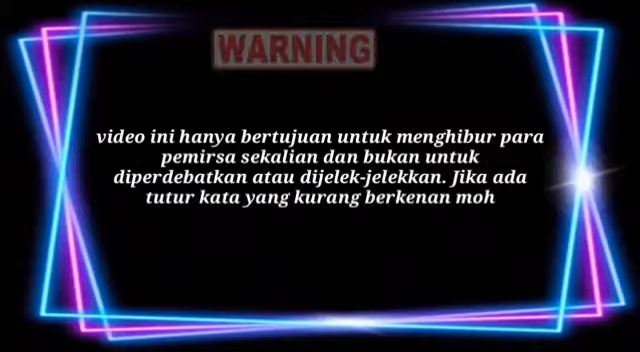 WARNING
video ini hanya bertujuan untuk menghibur para
pemirsa sekalian dan bukan untuk
diperdebatkan atau dijelek-jelekkan. Jika ada
tutur kata yang kurang berkenan moh